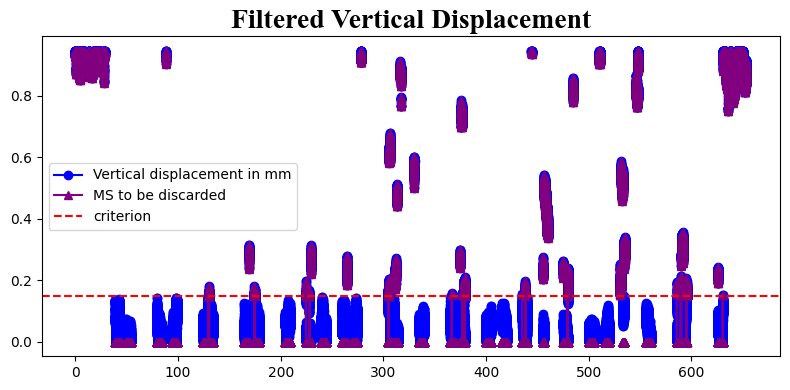 Filtered Vertical Displacement
0.8
0.6
0.4
0.2
0.0
Vertical displacement in mm
MS to be discarded
criterion
0 100 200 300 400 500 600